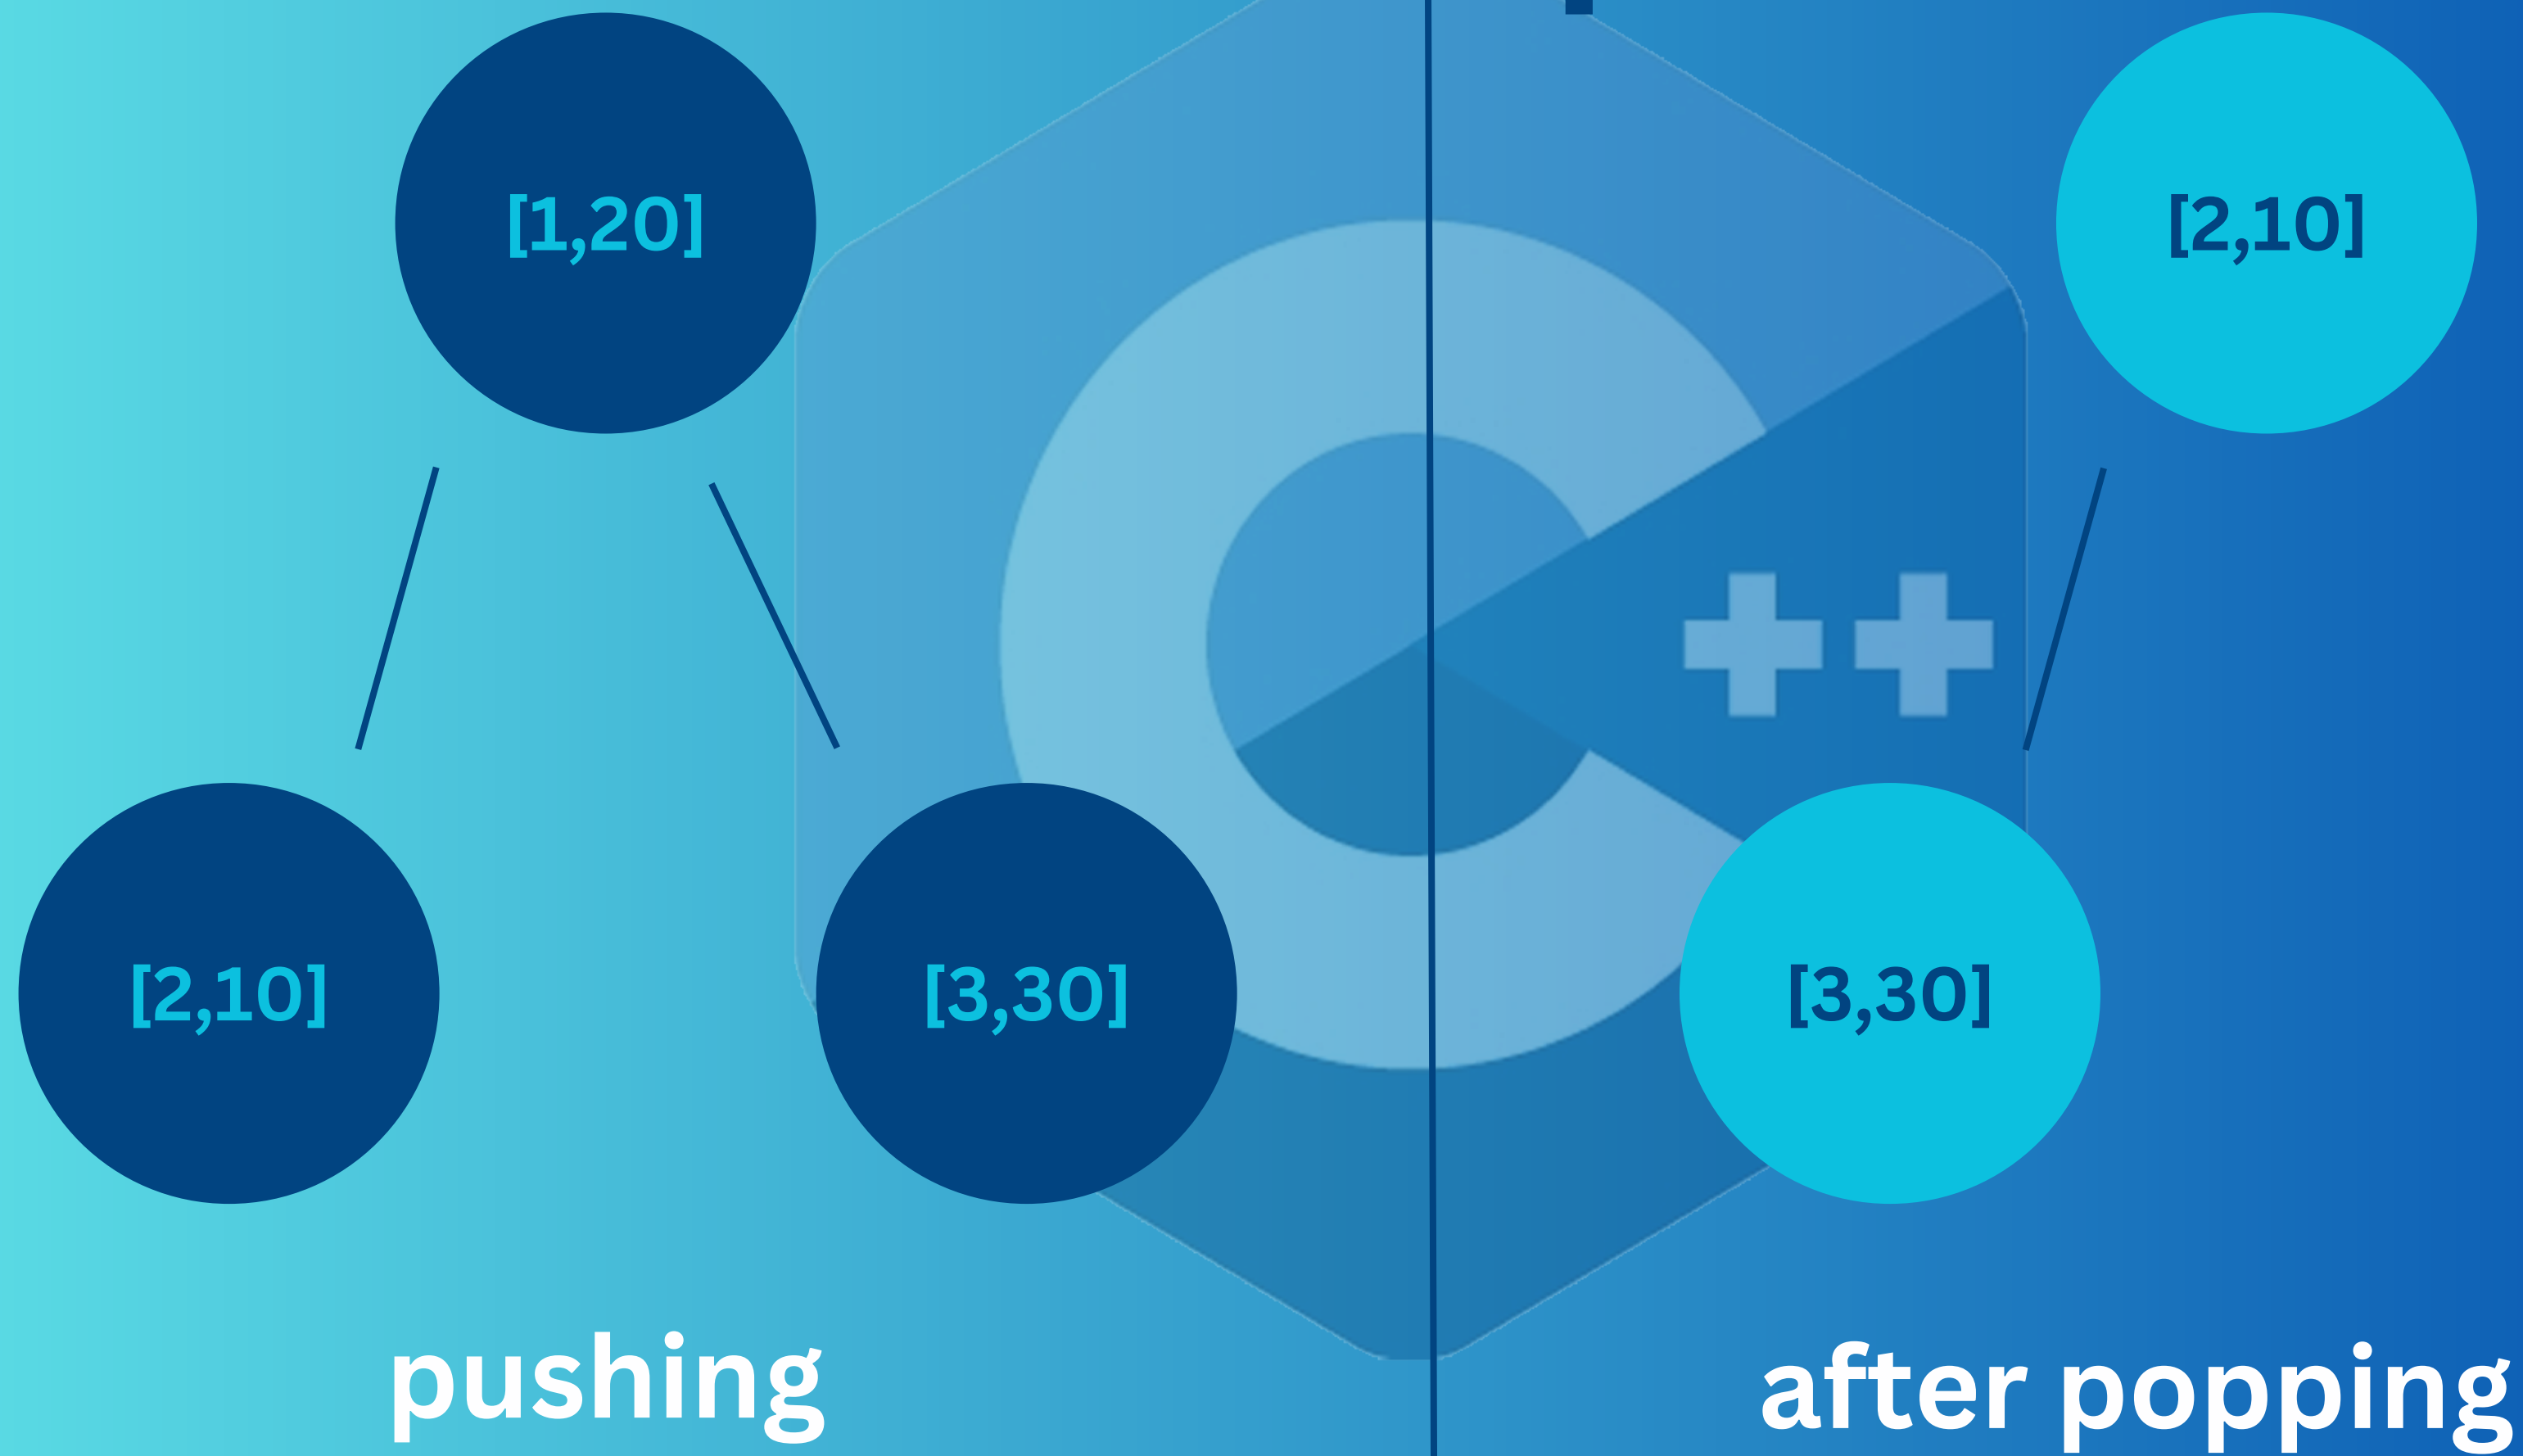 [1,20]
[2,10]
[3,30]
pushing
[2,10]
[3,30]
after popping
C++